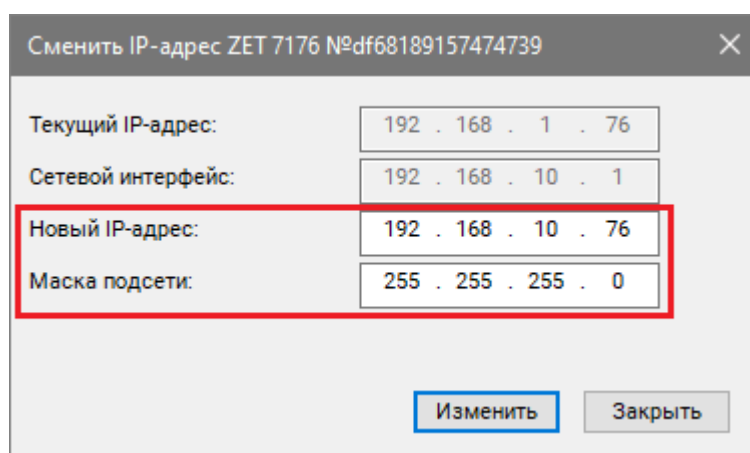 Сменить IP-адрес ZET 7176 №df68189157474739
Текущий IP-адрес: 192 . 168 . 1 . 76
Сетевой интерфейс: 192 . 168 . 10 . 1
Новый IP-адрес: 192 . 168 . 10 . 76
Маска подсети: 255 . 255 . 255 . 0
Изменить Закрыть